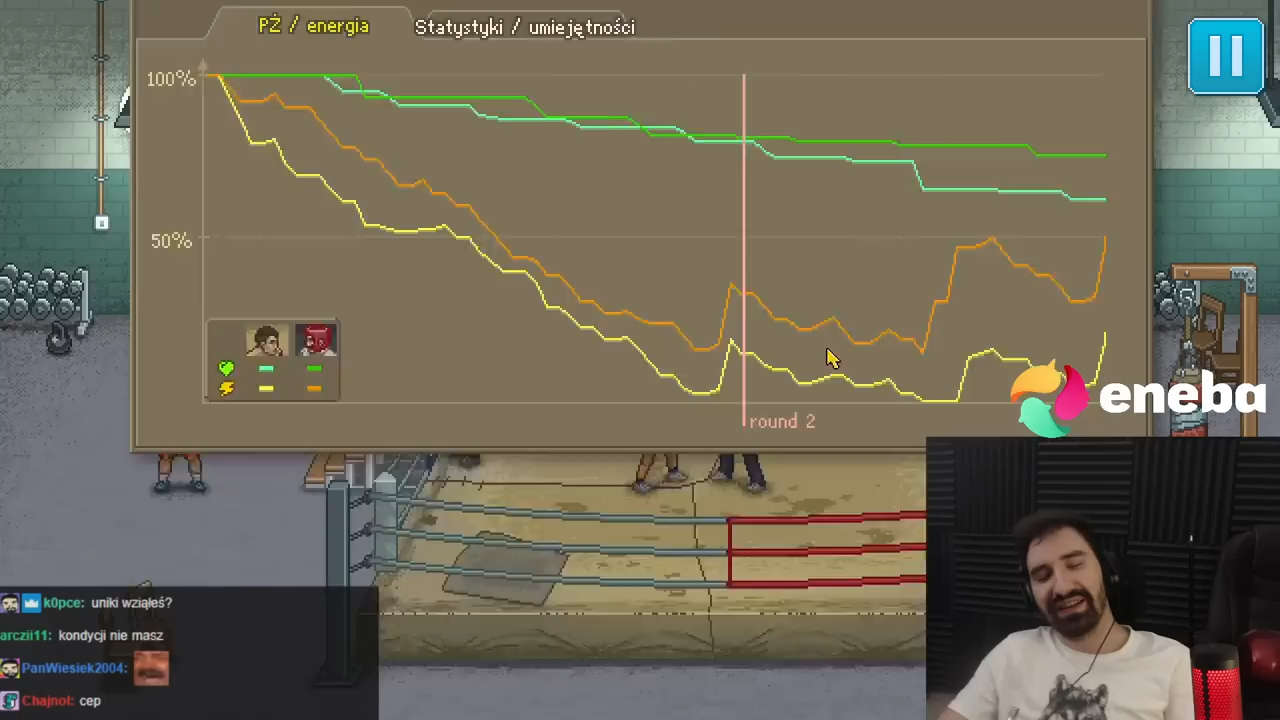 PŻ / energia
Statystyki / umiejętności
100%
50%
round 2
eneba
k0pce: uniki wziąłeś?
arczii11: kondycji nie masz
PanWiesiek2004:
Chajnol: cep